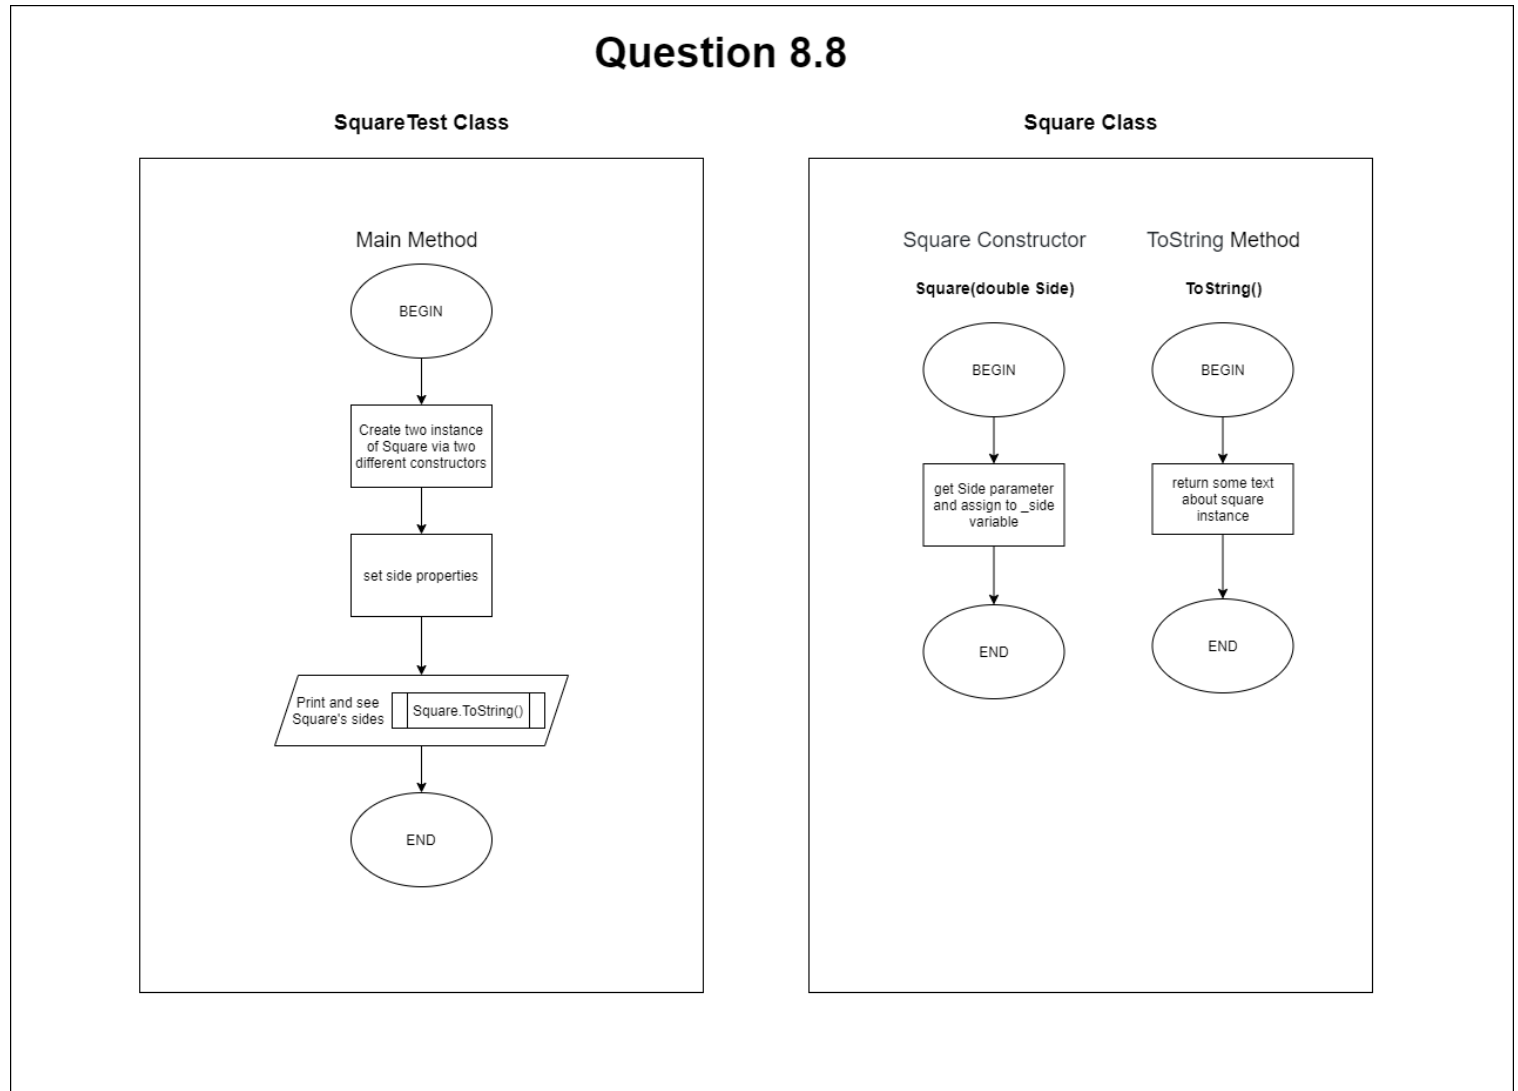 Question 8.8
SquareTest Class
Main Method
BEGIN
Create two instance
of Square via two
different constructors
set side properties
Print and see
Square's sides
Square.ToString()
END
Square Class
Square Constructor
Square(double Side)
BEGIN
get Side parameter
and assign to _side
variable
END
ToString Method
ToString()
BEGIN
return some text
about square
instance
END